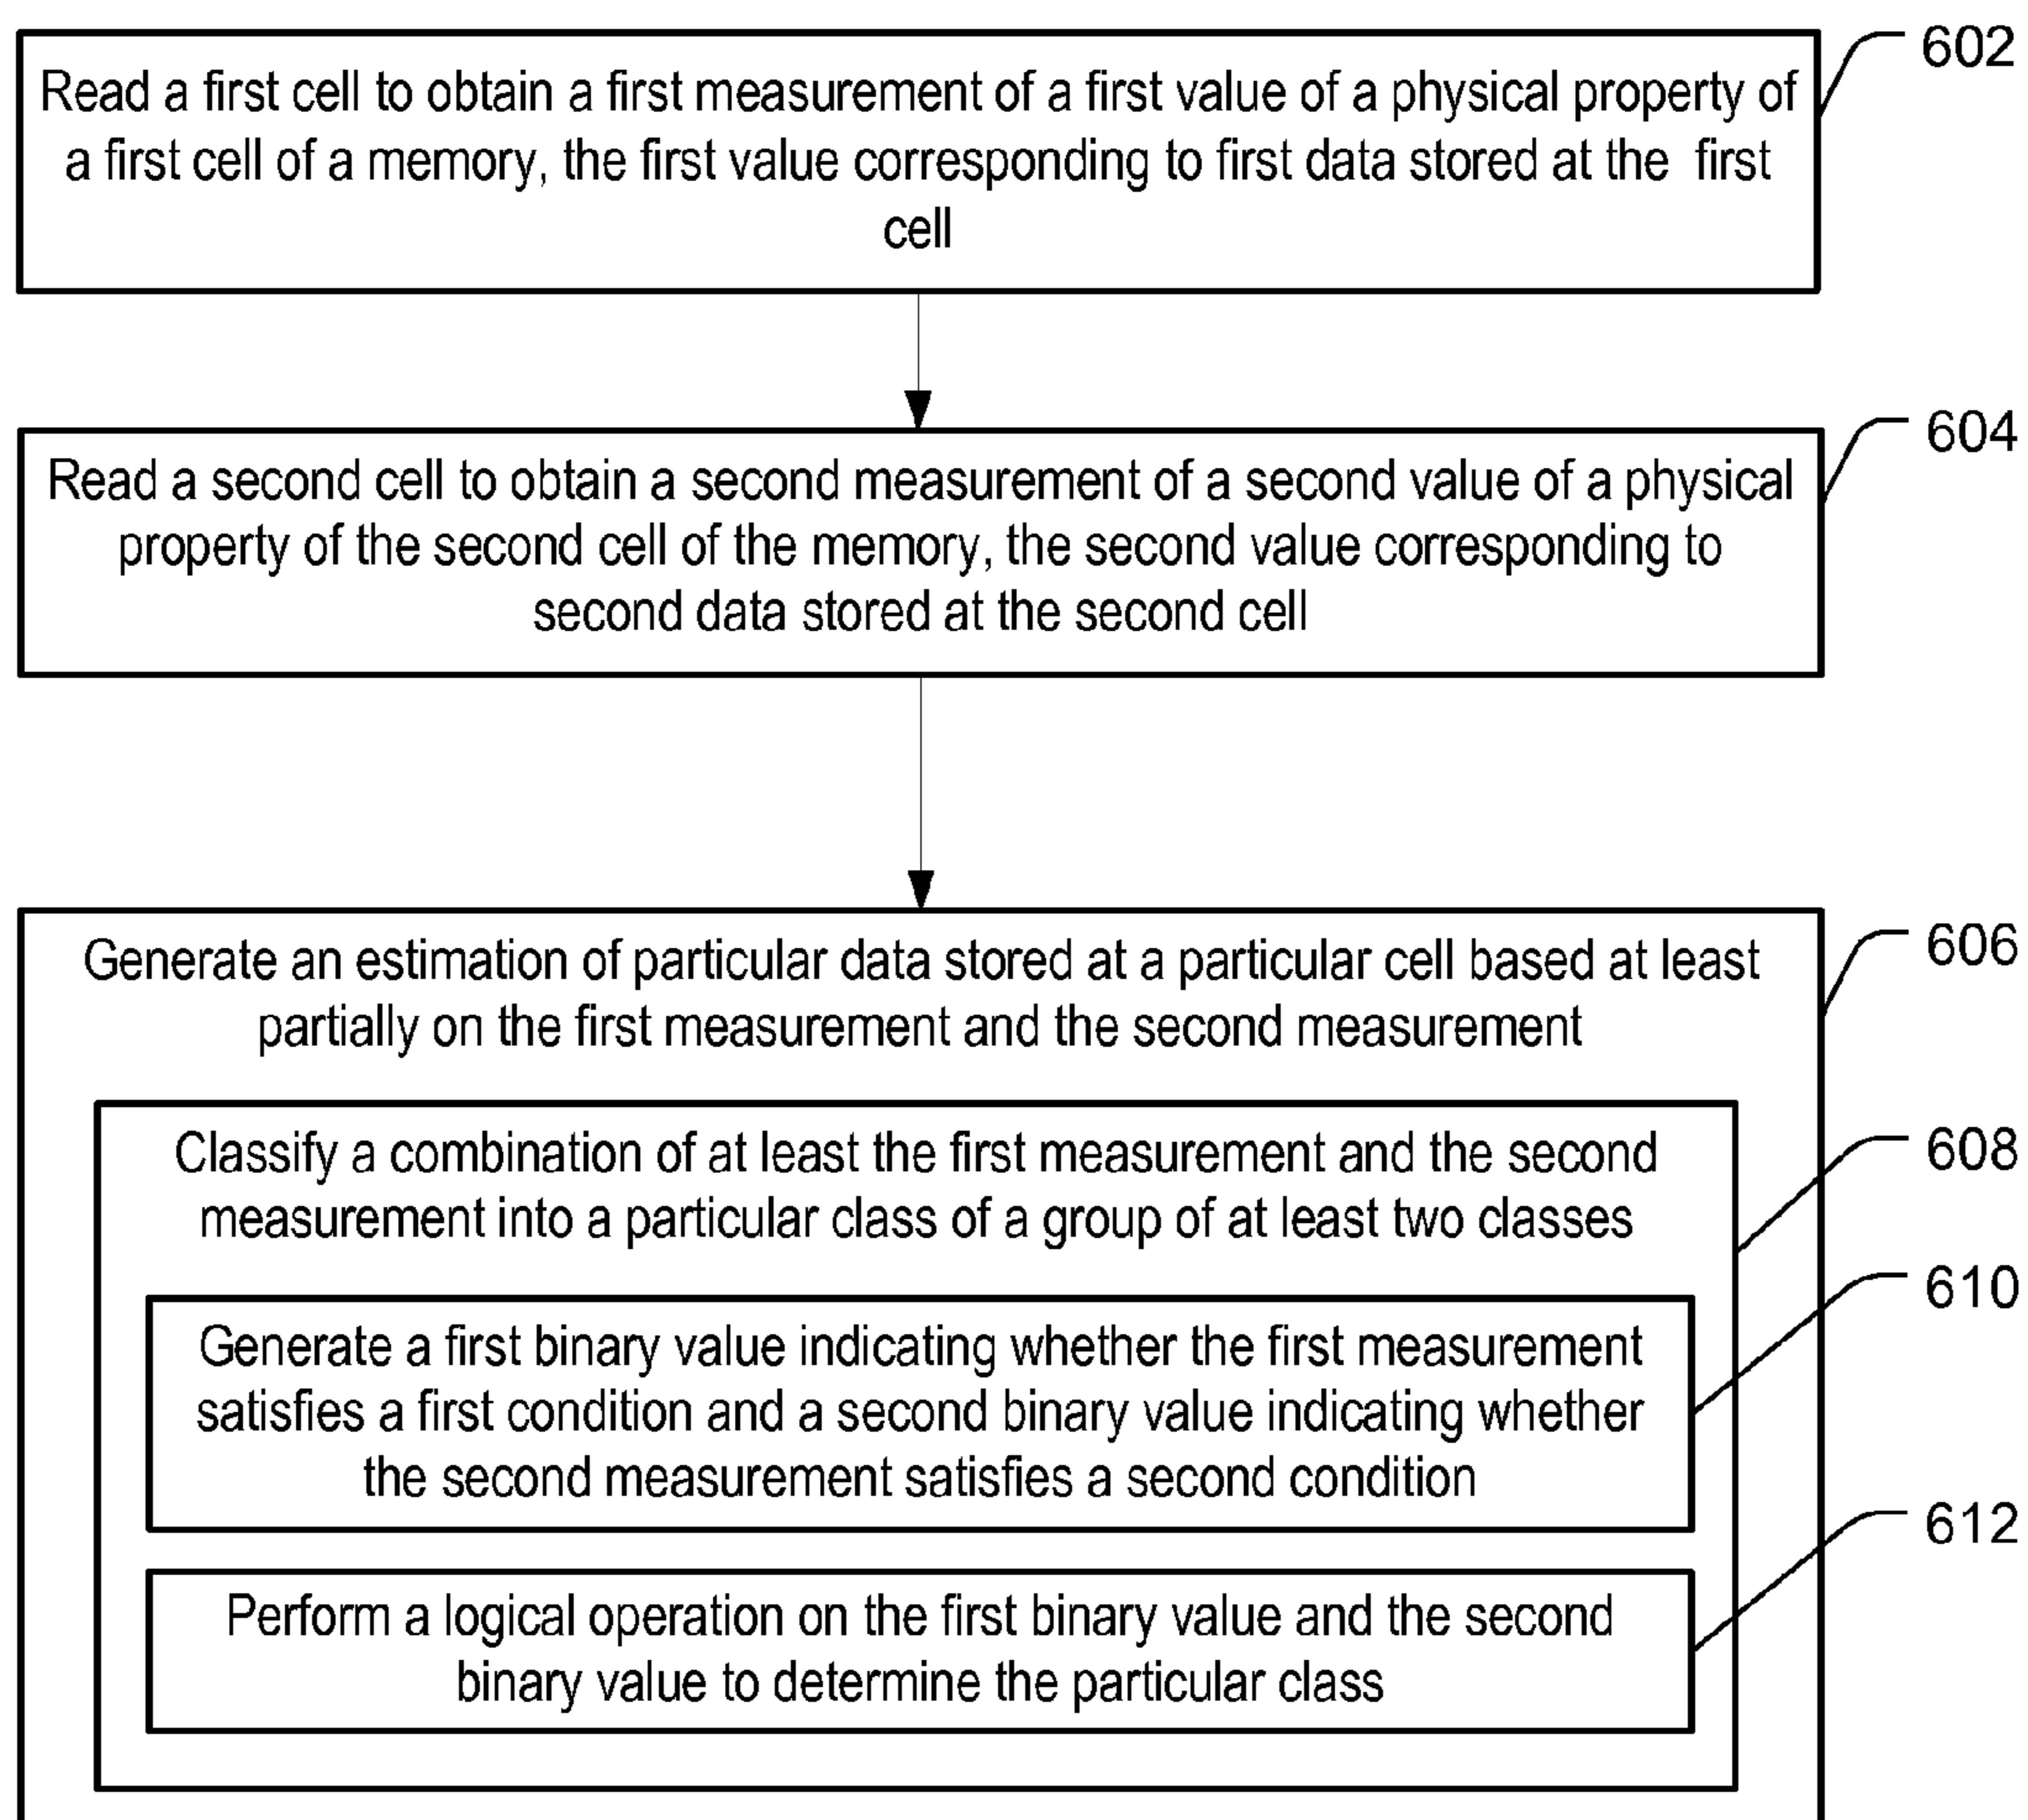 602
Read a first cell to obtain a first measurement of a first value of a physical property of
a first cell of a memory, the first value corresponding to first data stored at the first
cell
604
Read a second cell to obtain a second measurement of a second value of a physical
property of the second cell of the memory, the second value corresponding to
second data stored at the second cell
606
Generate an estimation of particular data stored at a particular cell based at least
partially on the first measurement and the second measurement
608
Classify a combination of at least the first measurement and the second
measurement into a particular class of a group of at least two classes
610
Generate a first binary value indicating whether the first measurement
satisfies a first condition and a second binary value indicating whether
the second measurement satisfies a second condition
612
Perform a logical operation on the first binary value and the second
binary value to determine the particular class